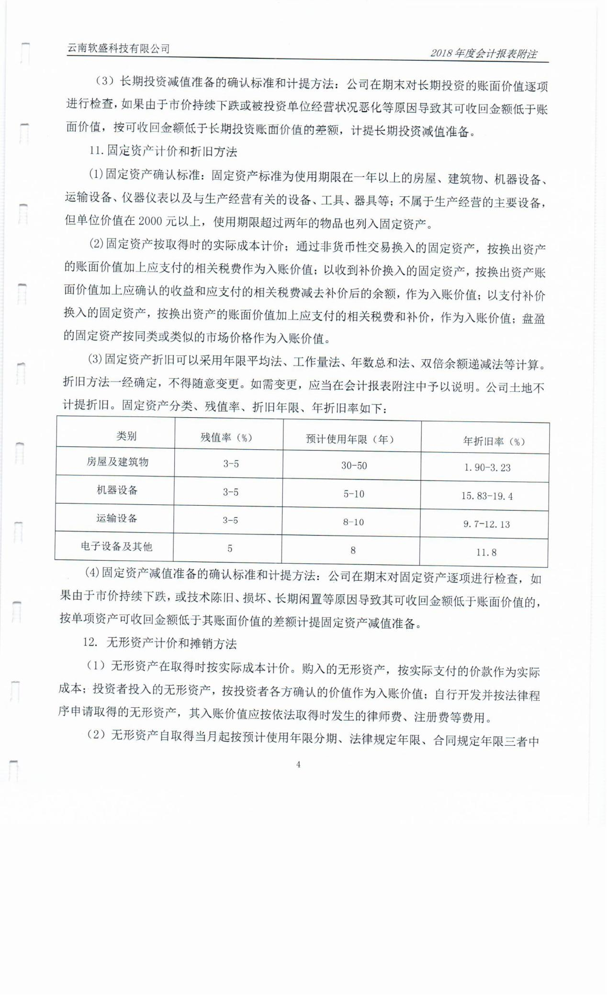 云南软盛科技有限公司
2018 年度会计报表附注
（3）长期投资减值准备的确认标准和计提方法：公司在期末对长期投资的账面价值逐项
进行检查，如果由于市价持续下跌或被投资单位经营状况恶化等原因导致其可收回金额低于账
面价值，按可收回金额低于长期投资账面价值的差额，计提长期投资减值准备。
11.固定资产计价和折旧方法
(1)固定资产确认标准：固定资产标准为使用期限在一年以上的房屋、建筑物、机器设备、
运输设备、仪器仪表以及与生产经营有关的设备、工具、器具等；不属于生产经营的主要设备，
但单位价值在 2000 元以上，使用期限超过两年的物品也列入固定资产。
(2)固定资产按取得时的实际成本计价；通过非货币性交易换入的固定资产，按换出资产
的账面价值加上应支付的相关税费作为入账价值；以收到补价换入的固定资产，按换出资产账
面价值加上应确认的收益和应支付的相关税费减去补价后的余额，作为入账价值；以支付补价
换入的固定资产，按换出资产的账面价值加上应支付的相关税费和补价，作为入账价值；盘盈
的固定资产按同类或类似的市场价格作为入账价值。
(3)固定资产折旧可以采用年限平均法、工作量法、年数总和法、双倍余额递减法等计算。
折旧方法一经确定，不得随意变更。如需变更，应当在会计报表附注中予以说明。公司土地不
计提折旧。固定资产分类、残值率、折旧年限、年折旧率如下：
类别 残值率（%） 预计使用年限（年） 年折旧率（%）
房屋及建筑物 3-5 30-50 1.90-3.23
机器设备 3-5 5-10 15.83-19.4
运输设备 3-5 8-10 9.7-12.13
电子设备及其他 5 8 11.8
(4)固定资产减值准备的确认标准和计提方法：公司在期末对固定资产逐项进行检查，如
果由于市价持续下跌，或技术陈旧、损坏、长期闲置等原因导致其可收回金额低于账面价值的，
按单项资产可收回金额低于其账面价值的差额计提固定资产减值准备。
12. 无形资产计价和摊销方法
（1）无形资产在取得时按实际成本计价。购入的无形资产，按实际支付的价款作为实际
成本；投资者投入的无形资产，按投资者各方确认的价值作为入账价值；自行开发并按法律程
序申请取得的无形资产，其入账价值应按依法取得时发生的律师费、注册费等费用。
（2）无形资产自取得当月起按预计使用年限分期、法律规定年限、合同规定年限三者中
4